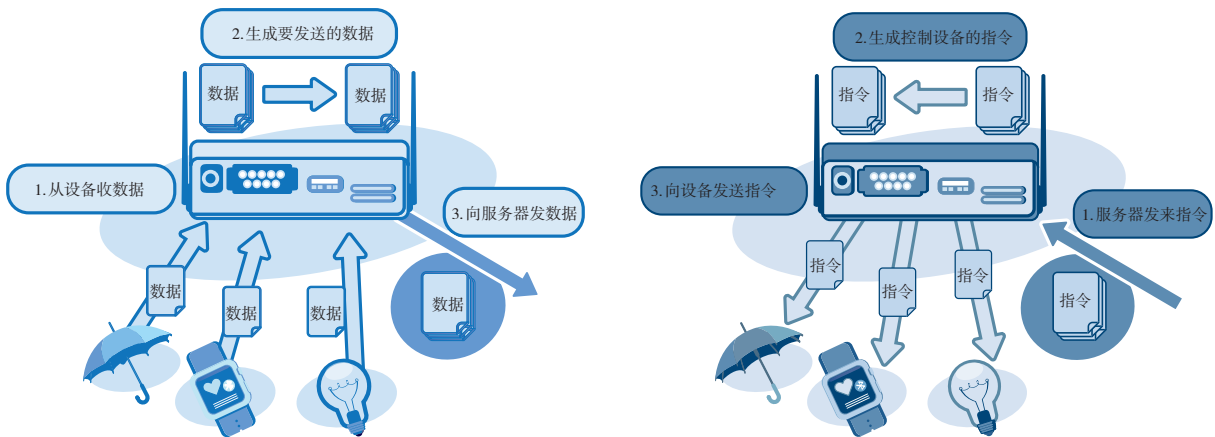 2.生成要发送的数据
数据
数据
1.从设备收数据
3.向服务器发数据
数据
数据
数据
数据
2.生成控制设备的指令
指令
指令
3.向设备发送指令
1.服务器发来指令
指令
指令
指令
指令